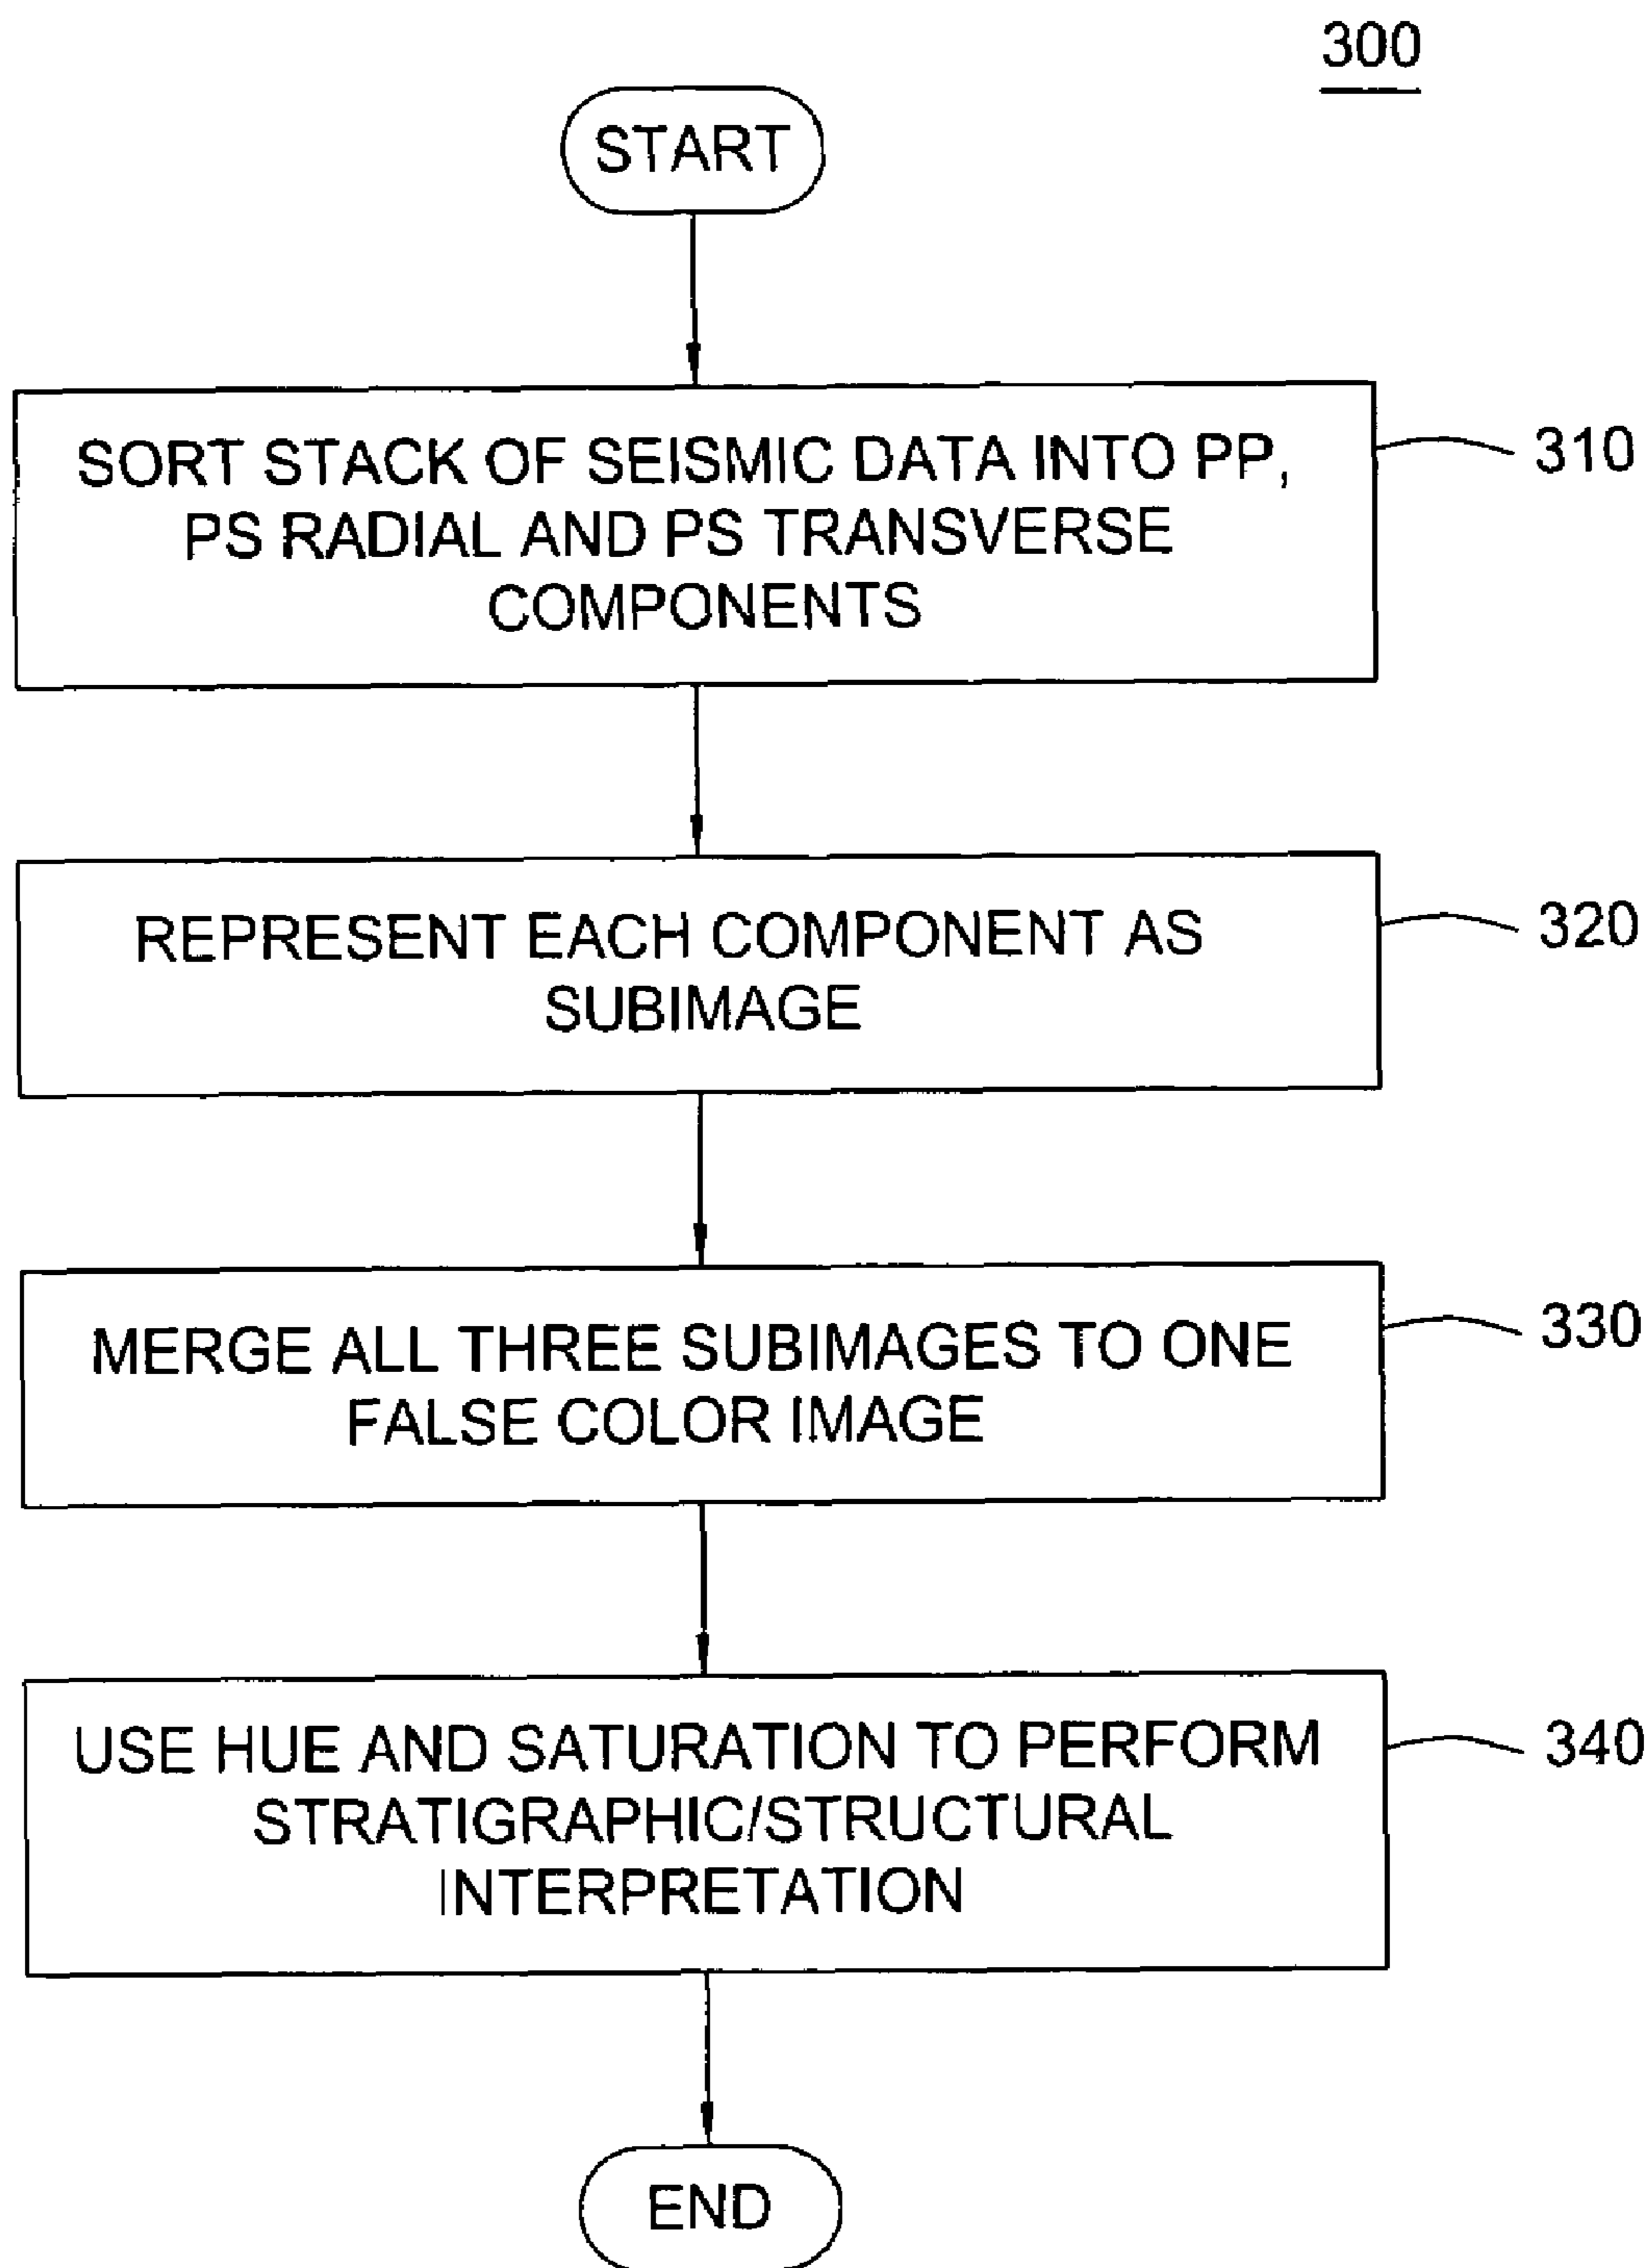 300
START
SORT STACK OF SEISMIC DATA INTO PP,
PS RADIAL AND PS TRANSVERSE
COMPONENTS
310
REPRESENT EACH COMPONENT AS
SUBIMAGE
320
MERGE ALL THREE SUBIMAGES TO ONE
FALSE COLOR IMAGE
330
USE HUE AND SATURATION TO PERFORM
STRATIGRAPHIC/STRUCTURAL
INTERPRETATION
340
END